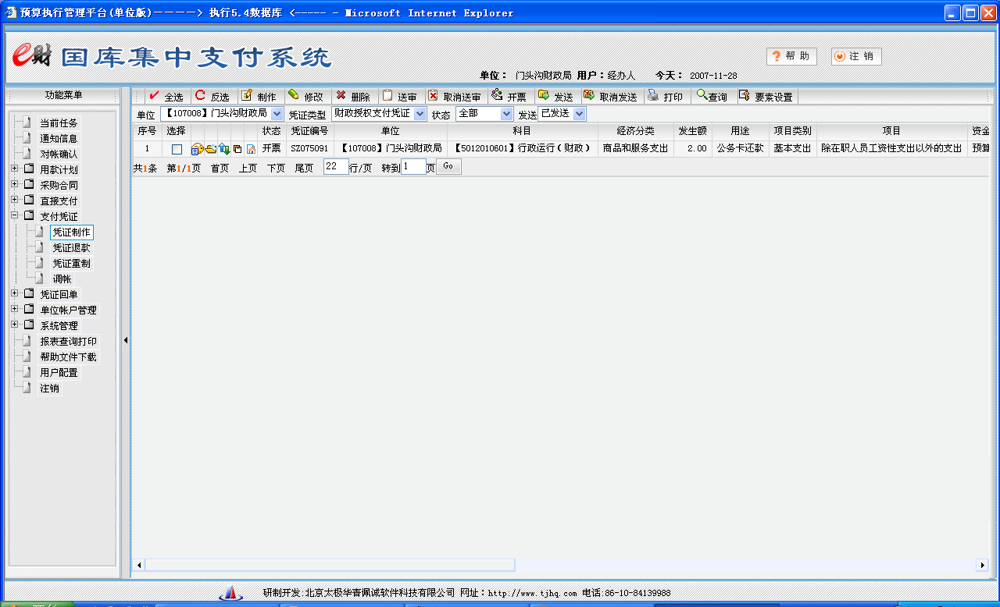 预算执行管理平台(单位版)－－－－> 执行5.4数据库 <----- - Microsoft Internet Explorer
e财 国库集中支付系统
帮 助 注 销
单位： 门头沟财政局 用户：经办人 今天： 2007-11-28
功能菜单
全选 反选 制作 修改 删除 送审 取消送审 开票 发送 取消发送 打印 查询 要素设置
单位 【107008】门头沟财政局 凭证类型 财政授权支付凭证 状态 全部 发送 已发送
序号 选择 状态 凭证编号 单位 科目 经济分类 发生额 用途 项目类别 项目 资金
1 开票 SZ075091 【107008】门头沟财政局 【5012010601】行政运行（财政） 商品和服务支出 2.00 公务卡还款 基本支出 除在职人员工资性支出以外的支出 预算
共1条 第1/1页 首页 上页 下页 尾页 22 行/页 转到 1 页 Go
当前任务
通知信息
对帐确认
用款计划
采购合同
直接支付
支付凭证
凭证制作
凭证退款
凭证重制
调帐
凭证回单
单位帐户管理
系统管理
报表查询打印
帮助文件下载
用户配置
注销
研制开发:北京太极华青佩诚软件科技有限公司 网址：http://www.tjhq.com 电话:86-10-84139988